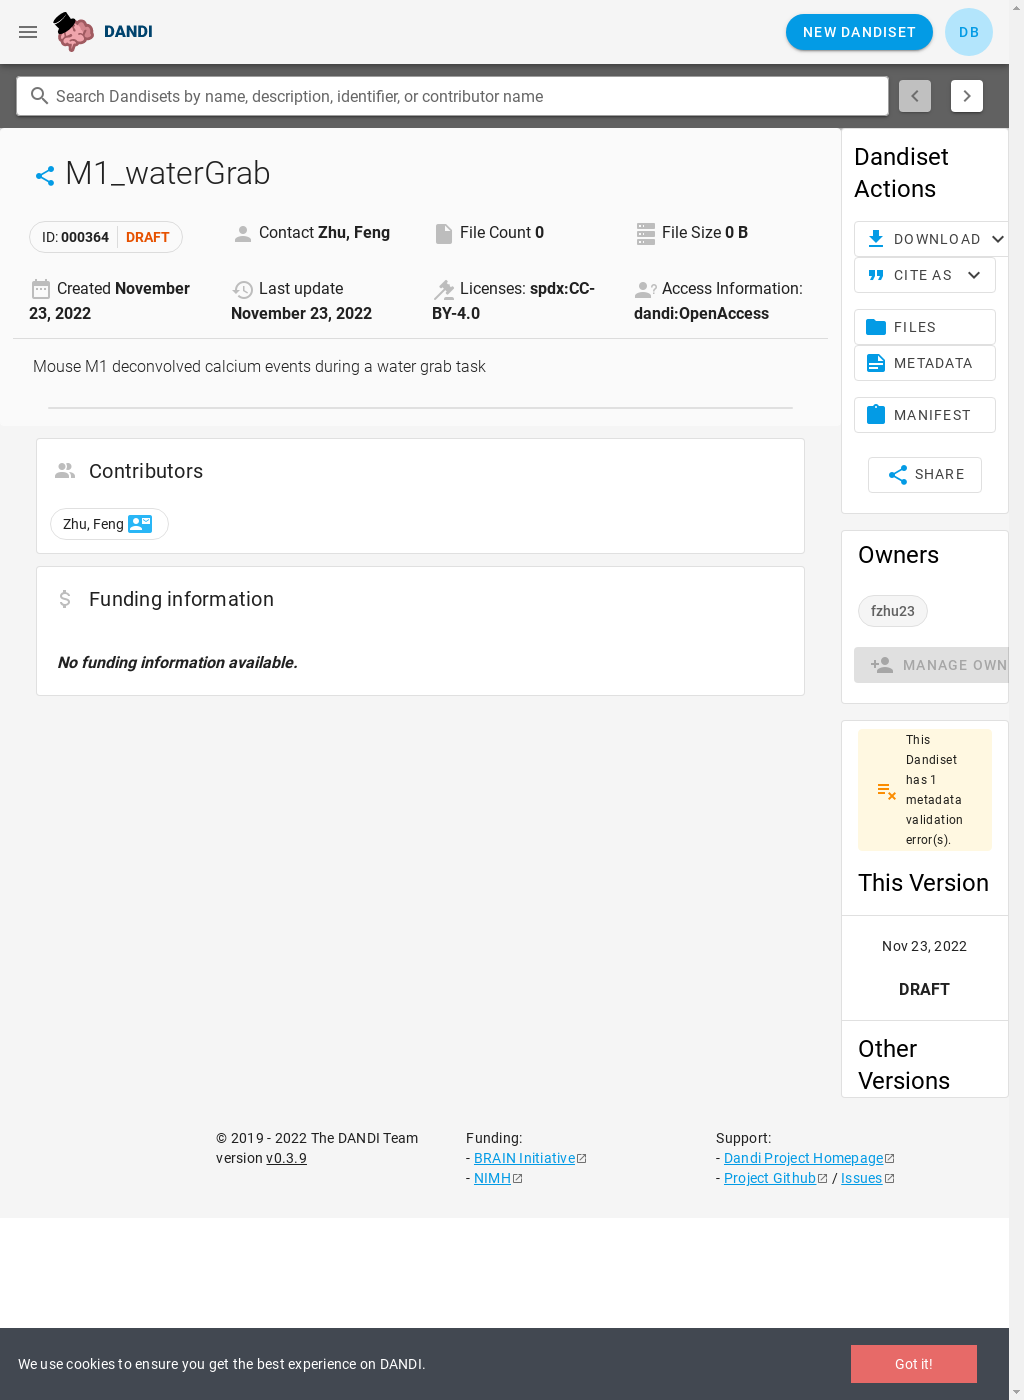 DANDI
NEW DANDISET
DB
Search Dandisets by name, description, identifier, or contributor name
M1_waterGrab
ID: 000364 DRAFT
Contact Zhu, Feng
File Count 0
File Size 0 B
Created November 23, 2022
Last update November 23, 2022
Licenses: spdx:CC-BY-4.0
Access Information: dandi:OpenAccess
Mouse M1 deconvolved calcium events during a water grab task
Contributors
Zhu, Feng
Funding information
No funding information available.
Dandiset
Actions
DOWNLOAD
CITE AS
FILES
METADATA
MANIFEST
SHARE
Owners
fzhu23
MANAGE OWN
This
Dandiset
has 1
metadata
validation
error(s).
This Version
Nov 23, 2022
DRAFT
Other
Versions
© 2019 - 2022 The DANDI Team
version v0.3.9
Funding:
- BRAIN Initiative
- NIMH
Support:
- Dandi Project Homepage
- Project Github / Issues
We use cookies to ensure you get the best experience on DANDI.
Got it!